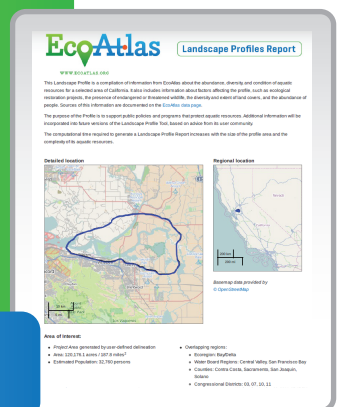 EcoAtlas
WWW.ECOATLAS.ORG
Landscape Profiles Report
This Landscape Profile is a compilation of information from EcoAtlas about the abundance, diversity and condition of aquatic
resources for a selected area of California. It also includes information about factors affecting the profile, such as ecological
restoration projects, the presence of endangered or threatened wildlife, the diversity and extent of land covers, and the abundance of
people. Sources of this information are documented on the EcoAtlas data page.
The purpose of the Profile is to support public policies and programs that protect aquatic resources. Additional information will be
incorporated into future versions of the Landscape Profile Tool, based on advice from its user community.
The computational time required to generate a Landscape Profile Report increases with the size of the profile area and the
complexity of its aquatic resources.
Detailed location
Regional location
Basemap data provided by
© OpenStreetMap
Area of Interest:
• Project Area generated by user-defined delineation
• Area: 120,176.1 acres / 187.8 miles²
• Estimated Population: 32,760 persons
• Overlapping regions:
• Ecoregion: Bay/Delta
• Water Board Regions: Central Valley, San Francisco Bay
• Counties: Contra Costa, Sacramento, San Joaquin,
Solano
• Congressional Districts: 03, 07, 10, 11